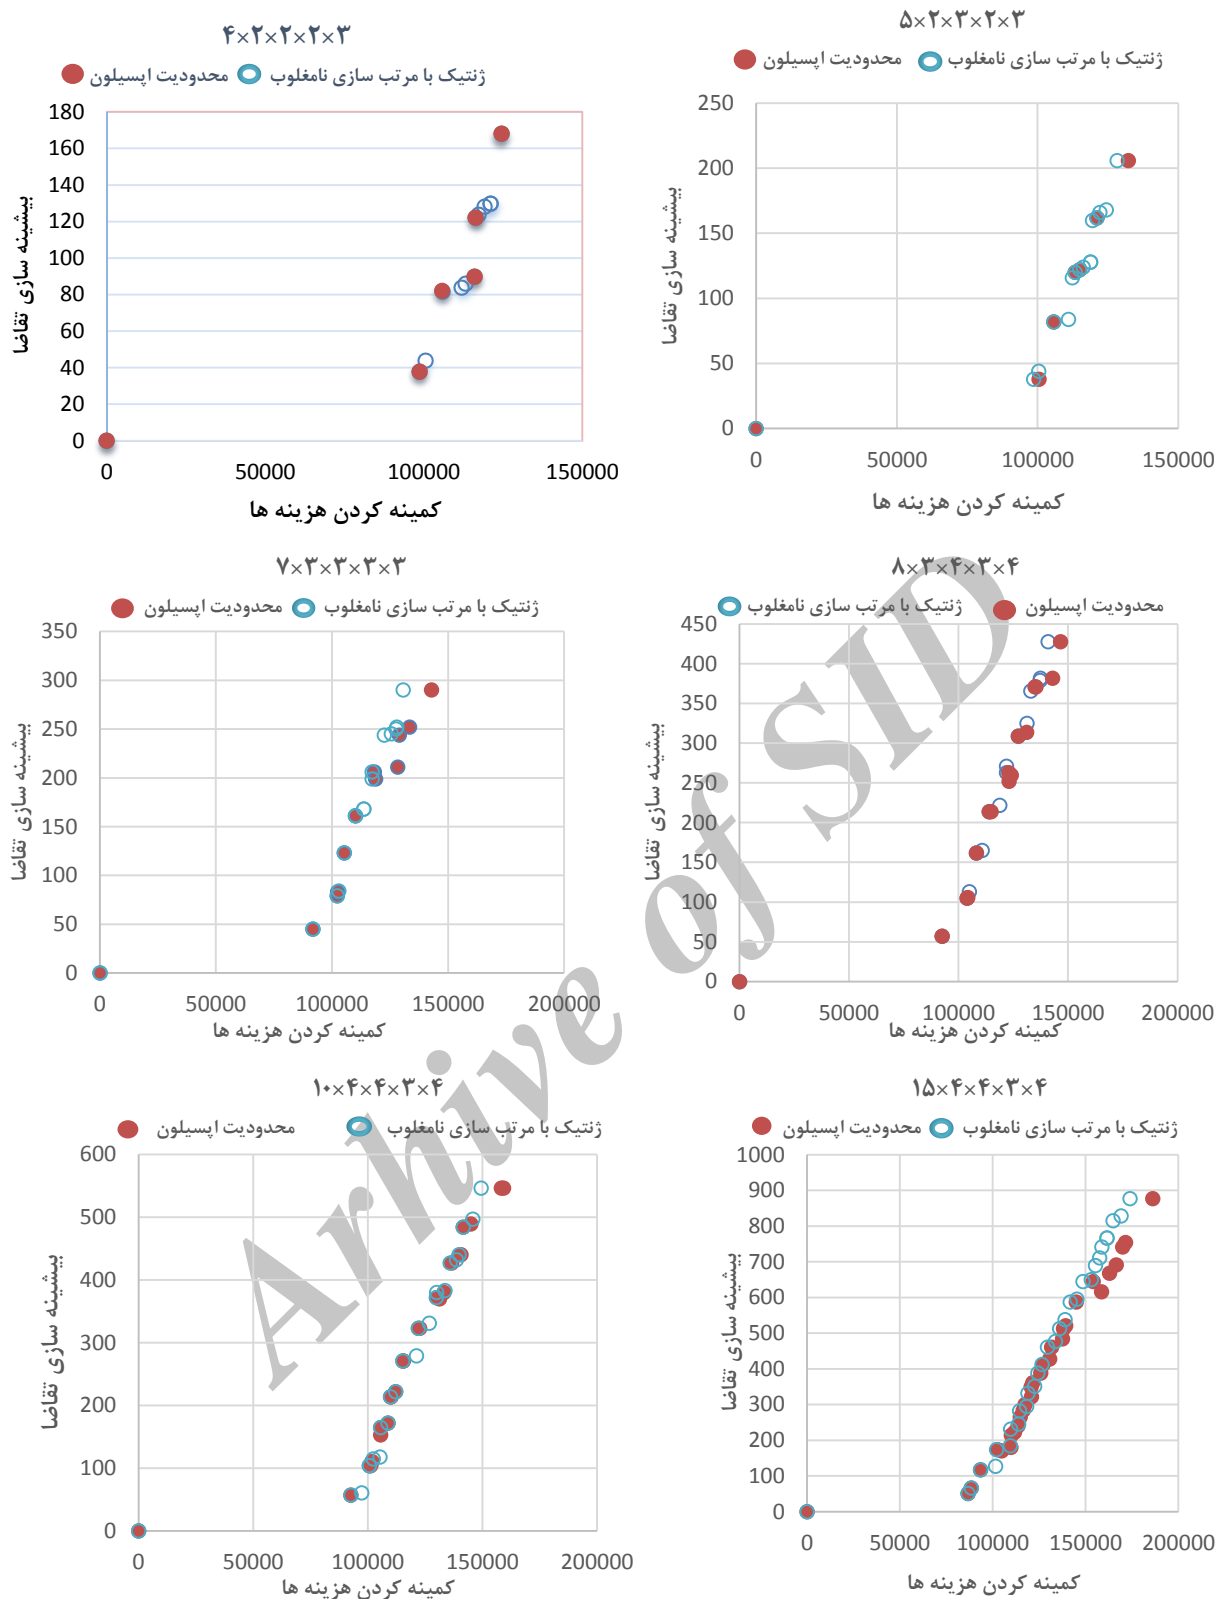 ۴×۲×۲×۲×۳
محدودیت اپسیلون ژنتیک با مرتب سازی نامغلوب
180
160
140
120
100
80
60
40
20
0
بیشینه سازی تقاضا
0 50000 100000 150000
کمینه کردن هزینه ها
۵×۲×۳×۲×۳
محدودیت اپسیلون ژنتیک با مرتب سازی نامغلوب
250
200
150
100
50
0
بیشینه سازی تقاضا
0 50000 100000 150000
کمینه کردن هزینه ها
۷×۳×۳×۳×۳
محدودیت اپسیلون ژنتیک با مرتب سازی نامغلوب
350
300
250
200
150
100
50
0
بیشینه سازی تقاضا
0 50000 100000 150000 200000
کمینه کردن هزینه ها
۸×۳×۴×۳×۴
ژنتیک با مرتب سازی نامغلوب محدودیت اپسیلون
450
400
350
300
250
200
150
100
50
0
بیشینه سازی تقاضا
0 50000 100000 150000 200000
کمینه کردن هزینه ها
۱۰×۴×۴×۳×۴
محدودیت اپسیلون ژنتیک با مرتب سازی نامغلوب
600
500
400
300
200
100
0
بیشینه سازی تقاضا
0 50000 100000 150000 200000
کمینه کردن هزینه ها
۱۵×۴×۴×۳×۴
محدودیت اپسیلون ژنتیک با مرتب سازی نامغلوب
1000
900
800
700
600
500
400
300
200
100
0
بیشینه سازی تقاضا
0 50000 100000 150000 200000
کمینه کردن هزینه ها
Arhive of SID